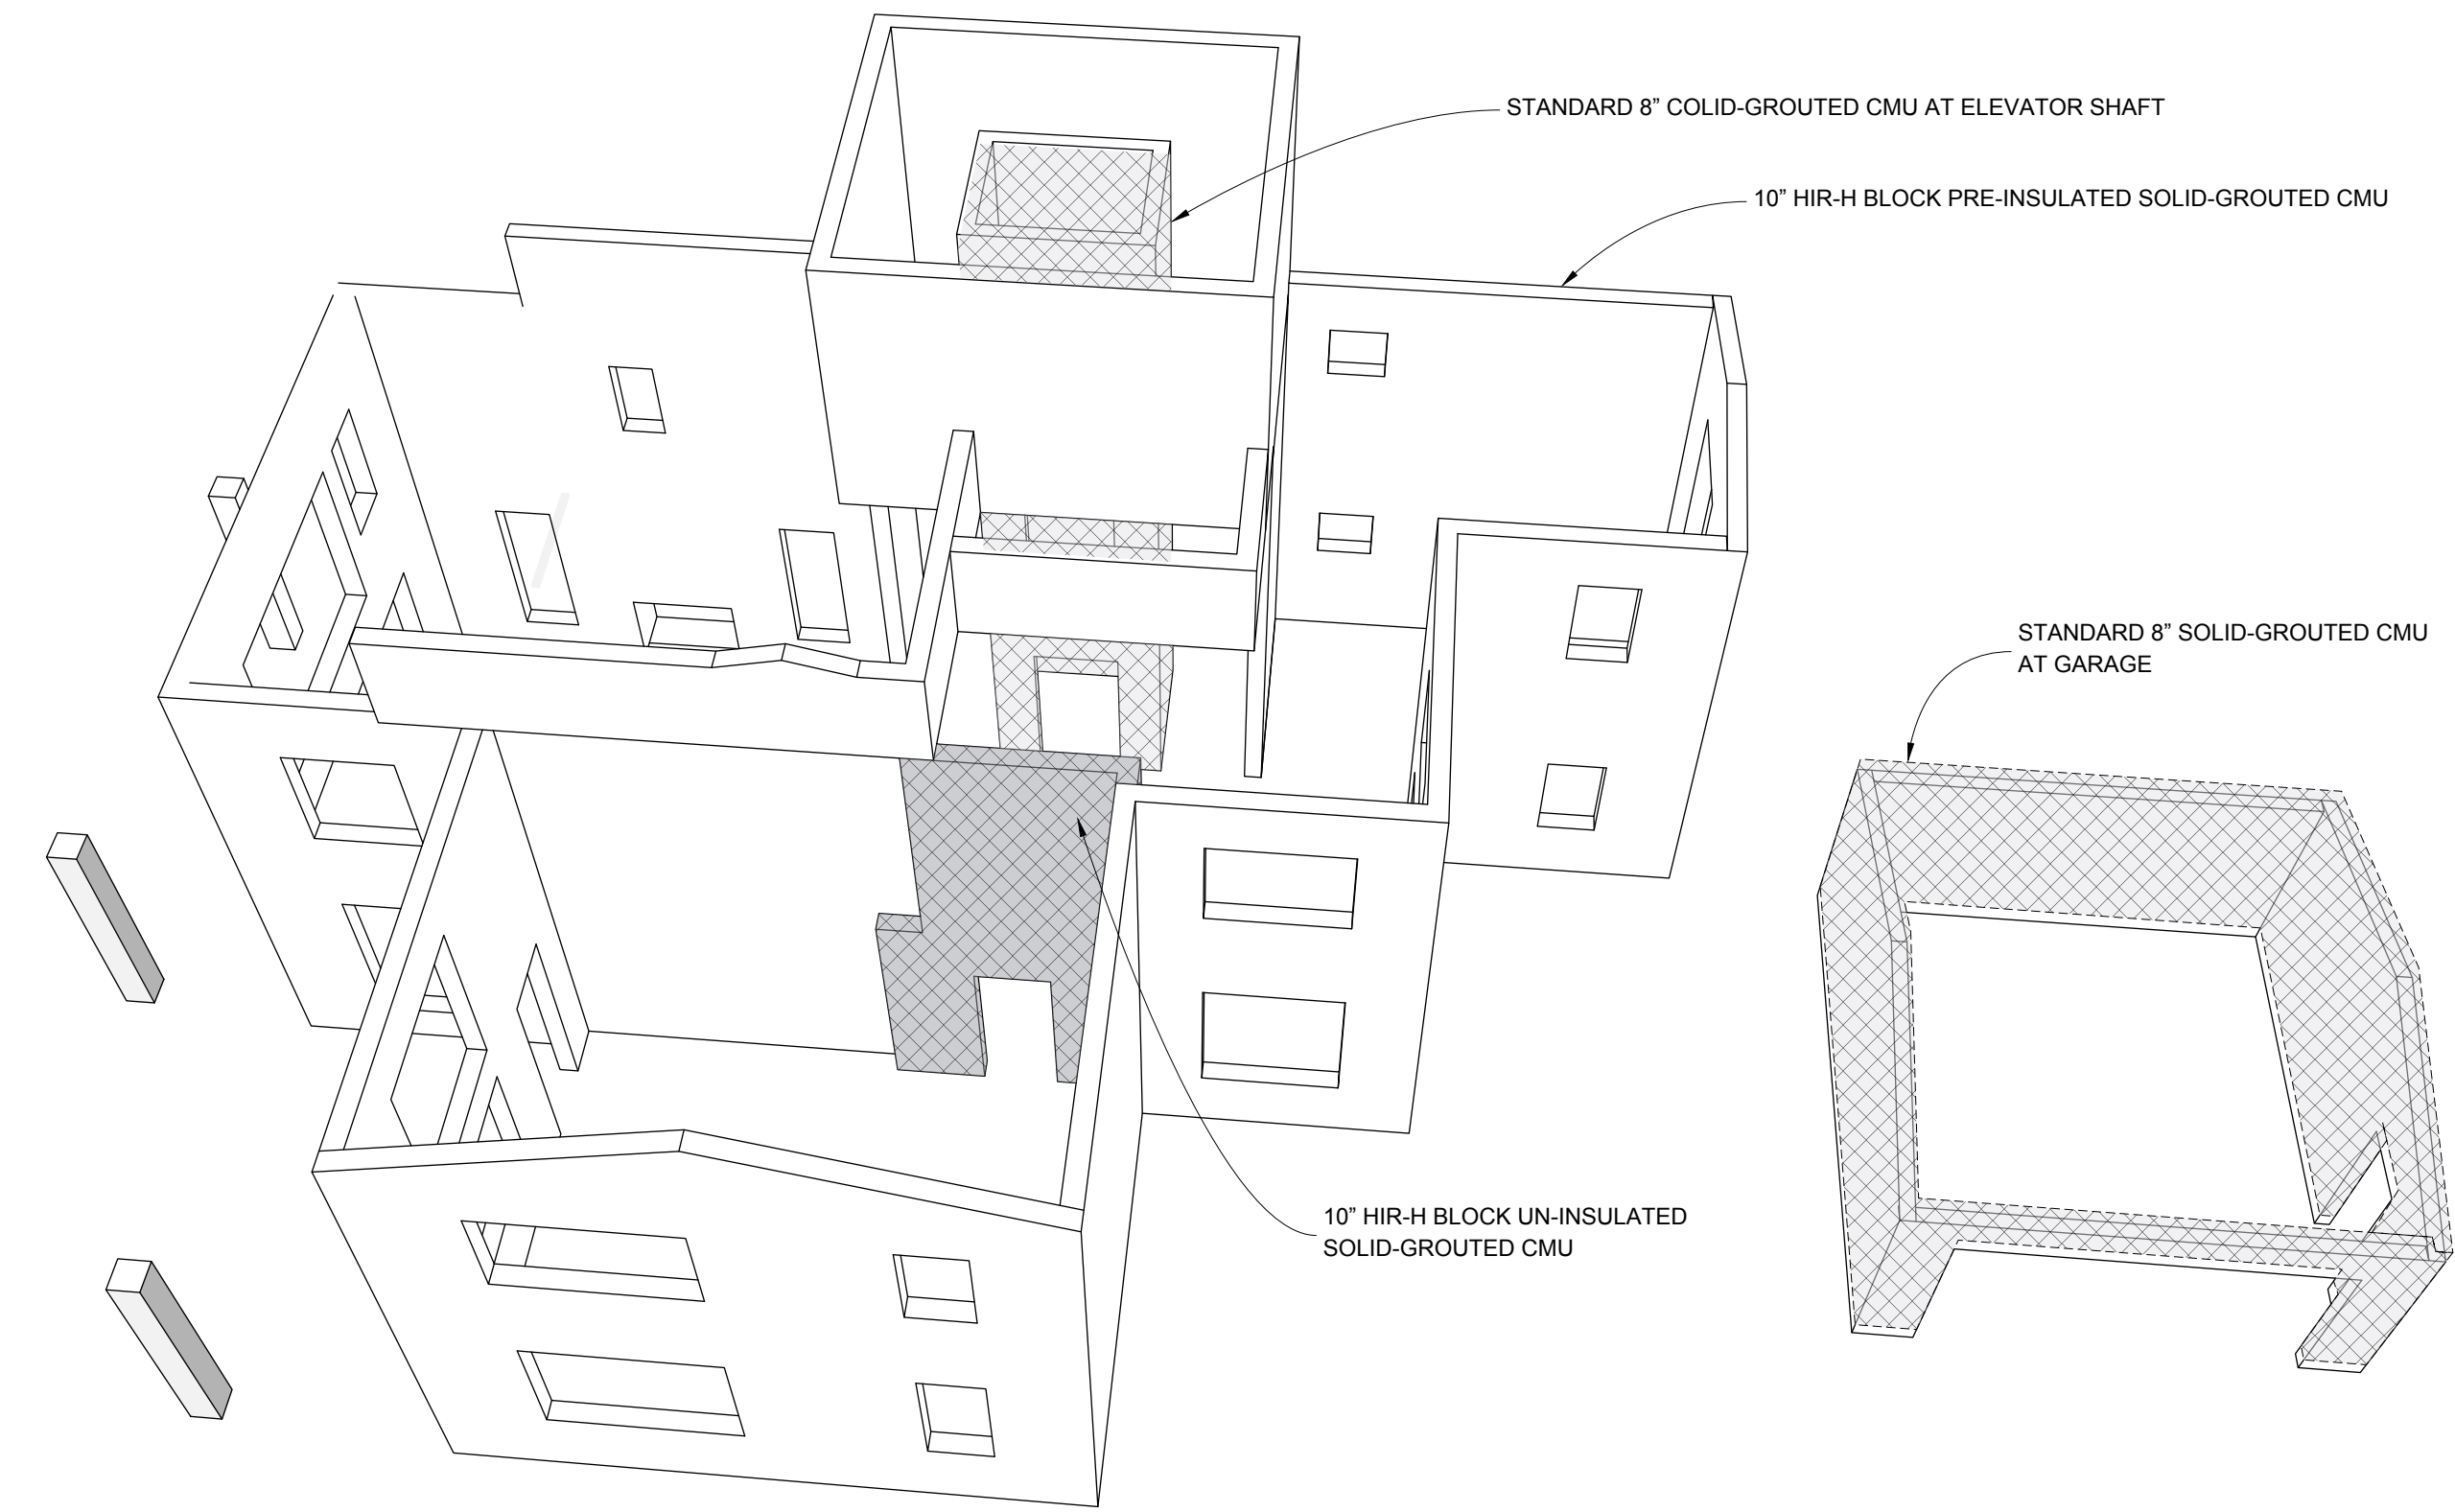 STANDARD 8” COLID-GROUTED CMU AT ELEVATOR SHAFT
10” HIR-H BLOCK PRE-INSULATED SOLID-GROUTED CMU
STANDARD 8” SOLID-GROUTED CMU
AT GARAGE
10” HIR-H BLOCK UN-INSULATED
SOLID-GROUTED CMU